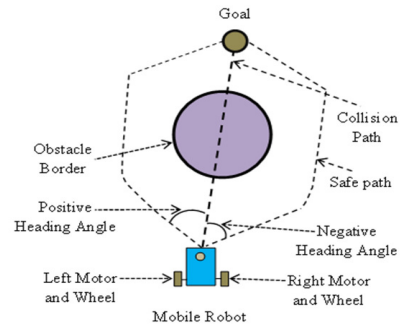 Goal
Collision
Path
Obstacle
Border
Safe path
Positive
Heading Angle
Negative
Heading Angle
Left Motor
and Wheel
Right Motor
and Wheel
Mobile Robot